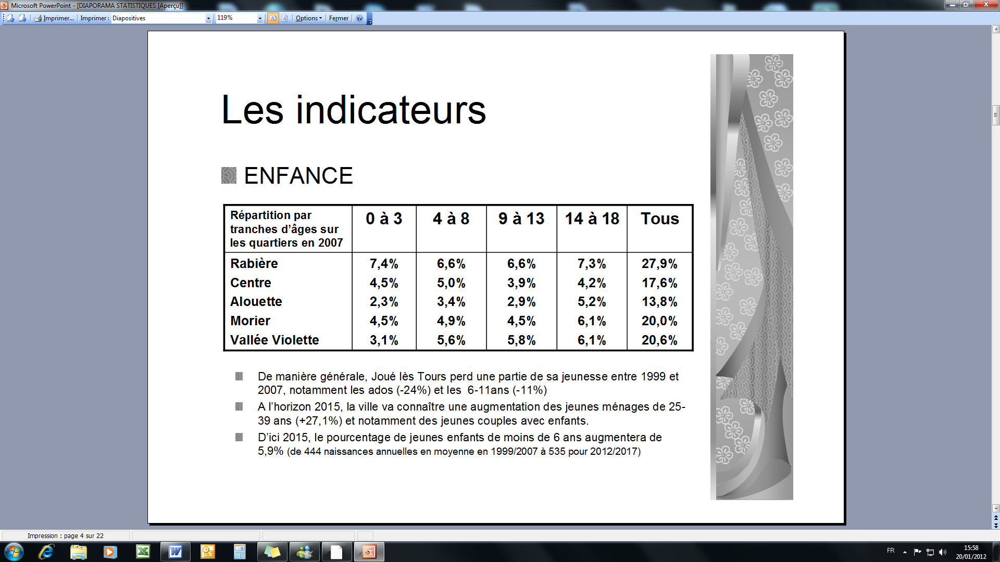 Microsoft PowerPoint - [DIAPORAMA STATISTIQUES [Aperçu]]
Imprimer... Imprimer : Diapositives 119% Options Fermer
Les indicateurs
ENFANCE
Répartition par
tranches d’âges sur
les quartiers en 2007
0 à 3 4 à 8 9 à 13 14 à 18 Tous
Rabière 7,4% 6,6% 6,6% 7,3% 27,9%
Centre 4,5% 5,0% 3,9% 4,2% 17,6%
Alouette 2,3% 3,4% 2,9% 5,2% 13,8%
Morier 4,5% 4,9% 4,5% 6,1% 20,0%
Vallée Violette 3,1% 5,6% 5,8% 6,1% 20,6%
De manière générale, Joué lès Tours perd une partie de sa jeunesse entre 1999 et
2007, notamment les ados (-24%) et les 6-11ans (-11%)
A l’horizon 2015, la ville va connaître une augmentation des jeunes ménages de 25-
39 ans (+27,1%) et notamment des jeunes couples avec enfants.
D’ici 2015, le pourcentage de jeunes enfants de moins de 6 ans augmentera de
5,9% (de 444 naissances annuelles en moyenne en 1999/2007 à 535 pour 2012/2017)
Impression : page 4 sur 22
FR
15:58
20/01/2012